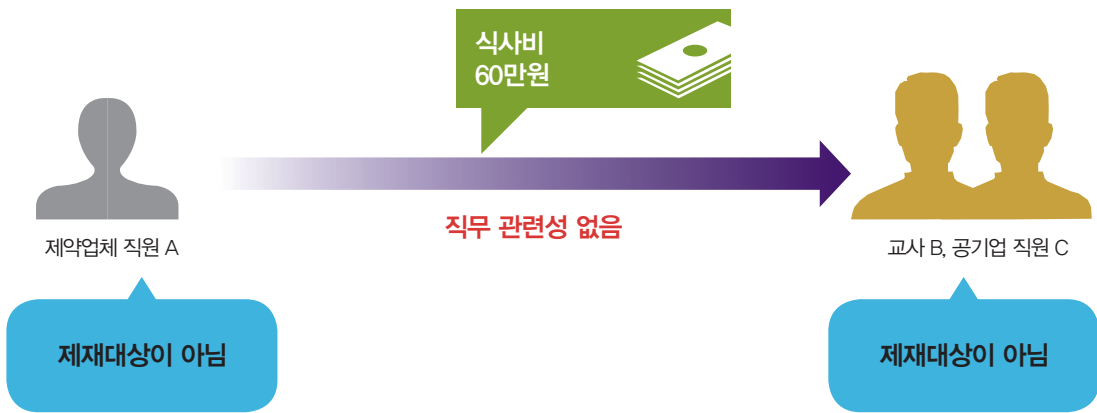 식사비
60만원
직무 관련성 없음
제약업체 직원 A
교사 B, 공기업 직원 C
제재대상이 아님
제재대상이 아님